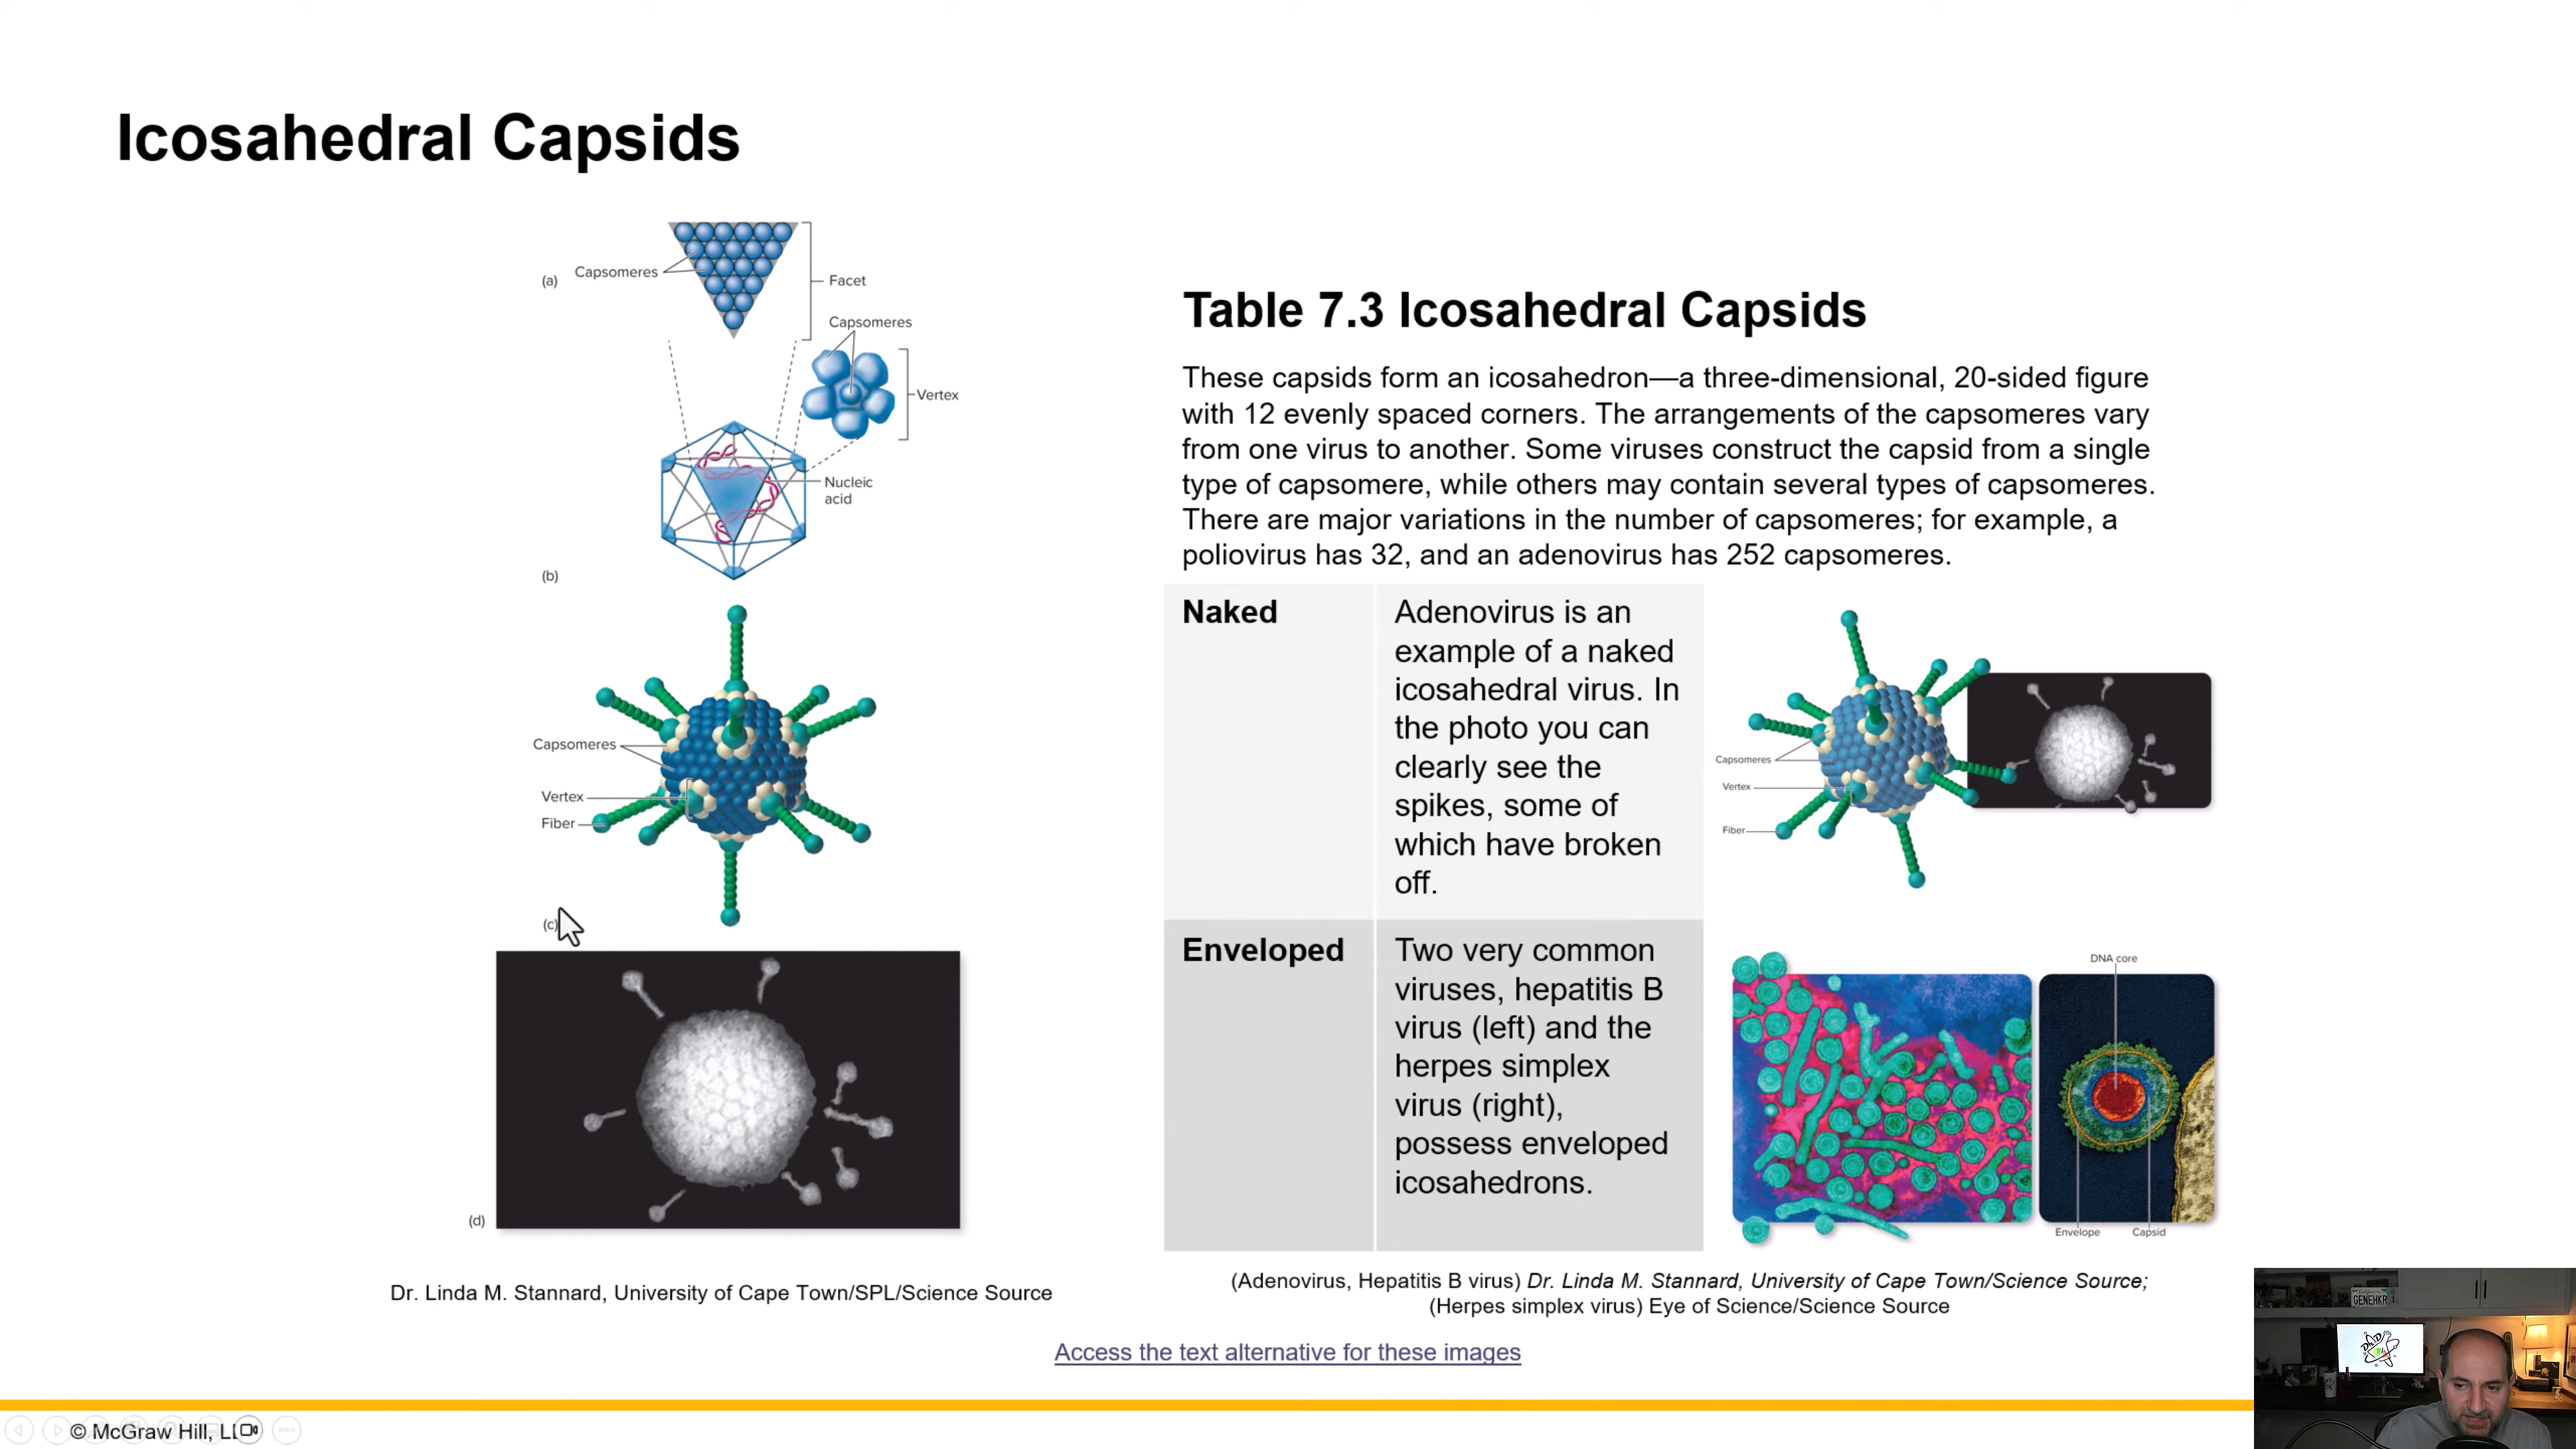 Icosahedral Capsids
(a)
Capsomeres
Facet
Capsomeres
Vertex
Nucleic
acid
(b)
Capsomeres
Vertex
Fiber
(c)
(d)
Dr. Linda M. Stannard, University of Cape Town/SPL/Science Source
Table 7.3 Icosahedral Capsids
These capsids form an icosahedron—a three-dimensional, 20-sided figure
with 12 evenly spaced corners. The arrangements of the capsomeres vary
from one virus to another. Some viruses construct the capsid from a single
type of capsomere, while others may contain several types of capsomeres.
There are major variations in the number of capsomeres; for example, a
poliovirus has 32, and an adenovirus has 252 capsomeres.
Naked
Adenovirus is an
example of a naked
icosahedral virus. In
the photo you can
clearly see the
spikes, some of
which have broken
off.
Capsomeres
Vertex
Fiber
Enveloped
Two very common
viruses, hepatitis B
virus (left) and the
herpes simplex
virus (right),
possess enveloped
icosahedrons.
DNA core
Envelope
Capsid
(Adenovirus, Hepatitis B virus) Dr. Linda M. Stannard, University of Cape Town/Science Source;
(Herpes simplex virus) Eye of Science/Science Source
Access the text alternative for these images
© McGraw Hill,
GENEHKR